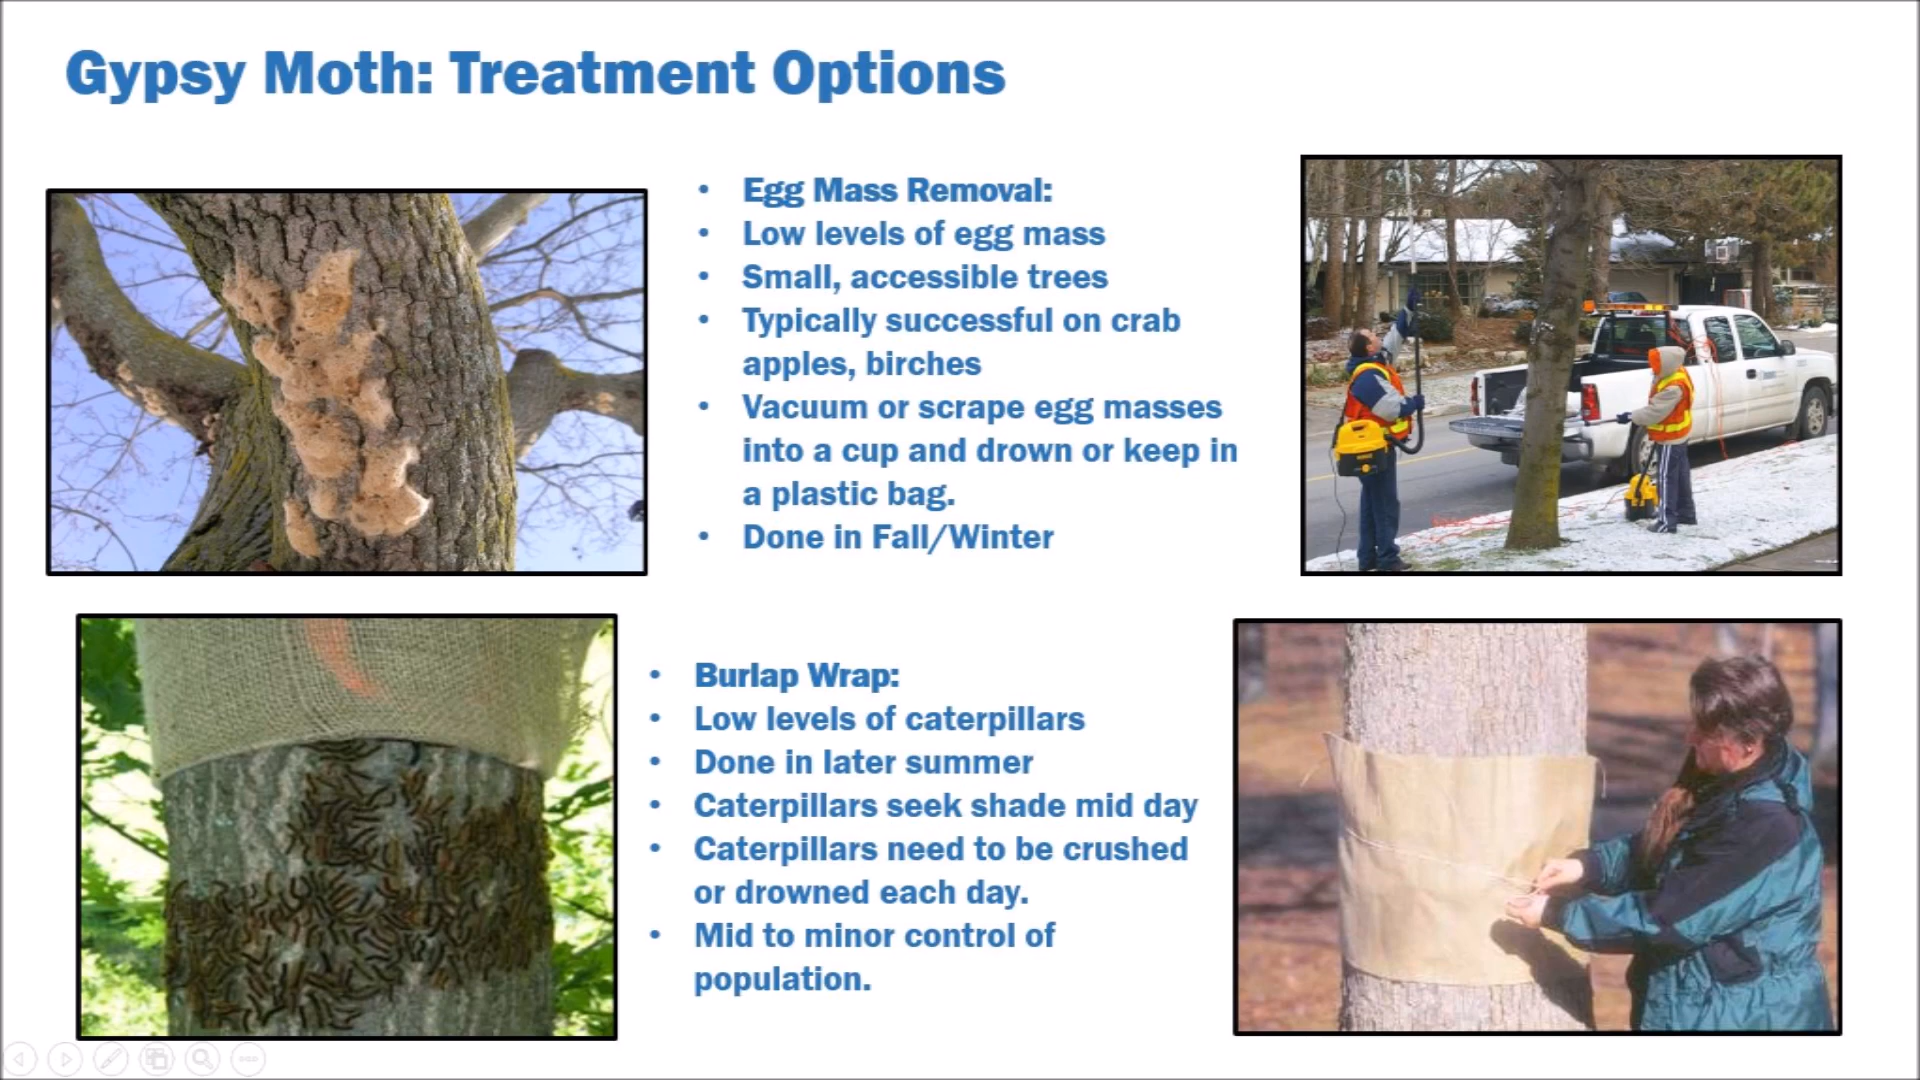 Gypsy Moth: Treatment Options
• Egg Mass Removal:
• Low levels of egg mass
• Small, accessible trees
• Typically successful on crab
apples, birches
• Vacuum or scrape egg masses
into a cup and drown or keep in
a plastic bag.
• Done in Fall/Winter
• Burlap Wrap:
• Low levels of caterpillars
• Done in later summer
• Caterpillars seek shade mid day
• Caterpillars need to be crushed
or drowned each day.
• Mid to minor control of
population.